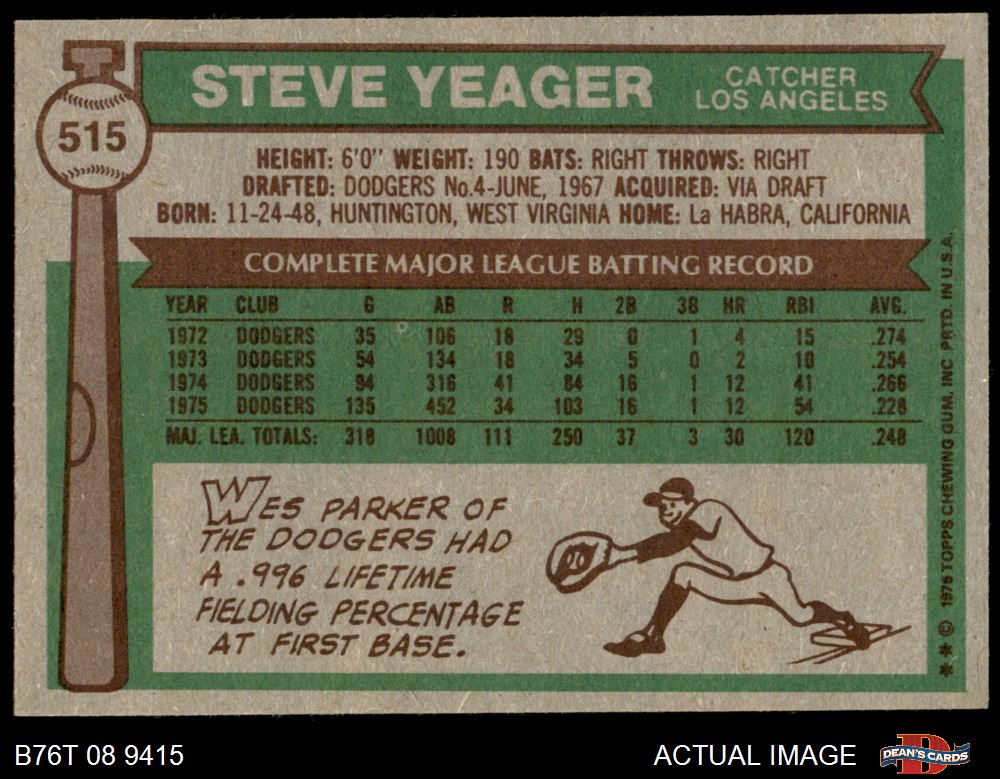 STEVE YEAGER
CATCHER
LOS ANGELES
515
HEIGHT: 6'0" WEIGHT: 190 BATS: RIGHT THROWS: RIGHT
DRAFTED: DODGERS No.4-JUNE, 1967 ACQUIRED: VIA DRAFT
BORN: 11-24-48, HUNTINGTON, WEST VIRGINIA HOME: La HABRA, CALIFORNIA
COMPLETE MAJOR LEAGUE BATTING RECORD
YEAR CLUB G AB R H 2B 3B HR RBI AVG.
1972 DODGERS 35 106 18 29 0 1 4 15 .274
1973 DODGERS 54 134 18 34 5 0 2 10 .254
1974 DODGERS 94 316 41 84 16 1 12 41 .266
1975 DODGERS 135 452 34 103 16 1 12 54 .228
MAJ. LEA. TOTALS: 318 1008 111 250 37 3 30 120 .248
WES PARKER OF
THE DODGERS HAD
A .996 LIFETIME
FIELDING PERCENTAGE
AT FIRST BASE.
** © 1976 TOPPS CHEWING GUM, INC PRTD. IN U.S.A.
B76T 08 9415
ACTUAL IMAGE
D
DEAN'S CARDS